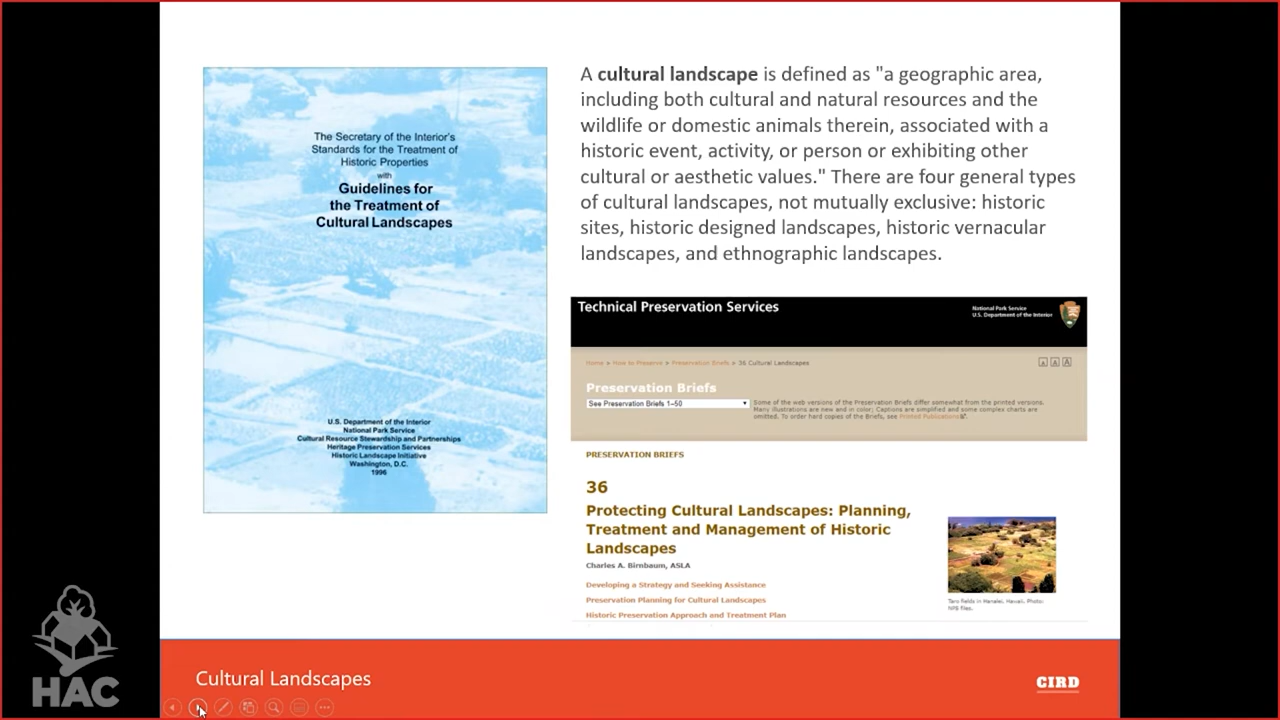 The Secretary of the Interior's
Standards for the Treatment of
Historic Properties
with
Guidelines for
the Treatment of
Cultural Landscapes
U.S. Department of the Interior
National Park Service
Cultural Resource Stewardship and Partnerships
Heritage Preservation Services
Historic Landscape Initiative
Washington, D.C.
1996
A cultural landscape is defined as "a geographic area,
including both cultural and natural resources and the
wildlife or domestic animals therein, associated with a
historic event, activity, or person or exhibiting other
cultural or aesthetic values." There are four general types
of cultural landscapes, not mutually exclusive: historic
sites, historic designed landscapes, historic vernacular
landscapes, and ethnographic landscapes.
Technical Preservation Services
National Park Service
U.S. Department of the Interior
Home » How to Preserve » Preservation Briefs » 36 Cultural Landscapes
A A A
Preservation Briefs
See Preservation Briefs 1-50
Some of the web versions of the Preservation Briefs differ somewhat from the printed versions.
Many illustrations are new and in color; Captions are simplified and some complex charts are
omitted. To order hard copies of the Briefs, see Printed Publications.
PRESERVATION BRIEFS
36
Protecting Cultural Landscapes: Planning,
Treatment and Management of Historic
Landscapes
Charles A. Birnbaum, ASLA
Developing a Strategy and Seeking Assistance
Preservation Planning for Cultural Landscapes
Historic Preservation Approach and Treatment Plan
Taro fields in Hanalei, Hawaii. Photo:
NPS files.
Cultural Landscapes
CIRD
HAC